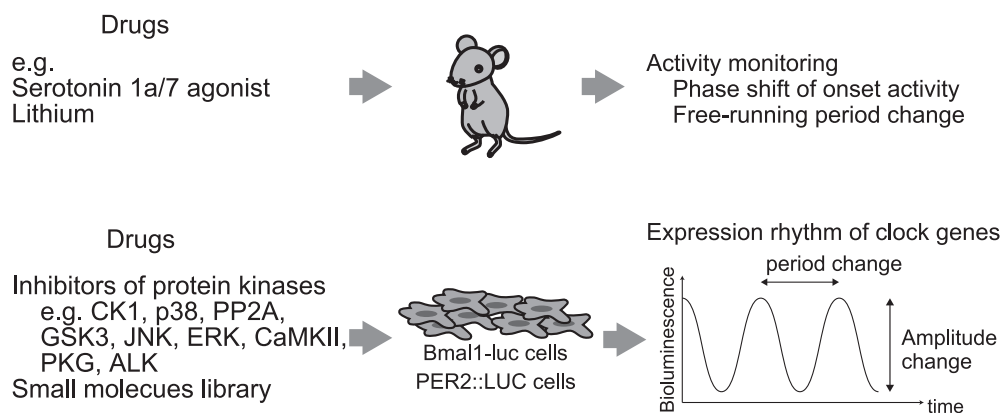 Drugs
e.g.
Serotonin 1a/7 agonist
Lithium
Activity monitoring
Phase shift of onset activity
Free-running period change
Drugs
Inhibitors of protein kinases
e.g. CK1, p38, PP2A,
GSK3, JNK, ERK, CaMKII,
PKG, ALK
Small molecues library
Bmal1-luc cells
PER2::LUC cells
Expression rhythm of clock genes
period change
Bioluminescence
Amplitude
change
time